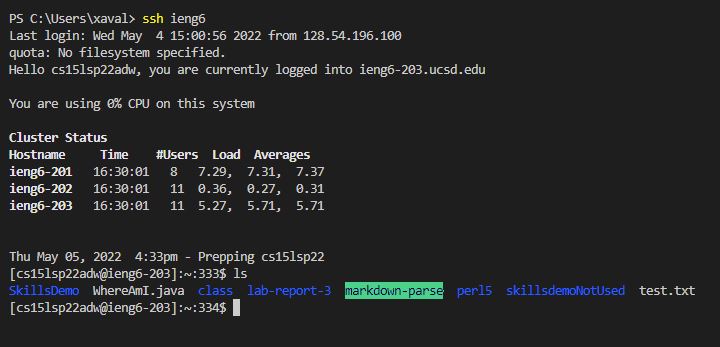 PS C:\Users\xaval> ssh ieng6
Last login: Wed May  4 15:00:56 2022 from 128.54.196.100
quota: No filesystem specified.
Hello cs15lsp22adw, you are currently logged into ieng6-203.ucsd.edu
You are using 0% CPU on this system
Cluster Status
Hostname     Time    #Users  Load  Averages
ieng6-201   16:30:01   8   7.29,  7.31,  7.37
ieng6-202   16:30:01   11  0.36,  0.27,  0.31
ieng6-203   16:30:01   11  5.27,  5.71,  5.71
Thu May 05, 2022  4:33pm - Prepping cs15lsp22
[cs15lsp22adw@ieng6-203]:~:333$ ls
SkillsDemo  WhereAmI.java  class  lab-report-3  markdown-parse  perl5  skillsdemoNotUsed  test.txt
[cs15lsp22adw@ieng6-203]:~:334$